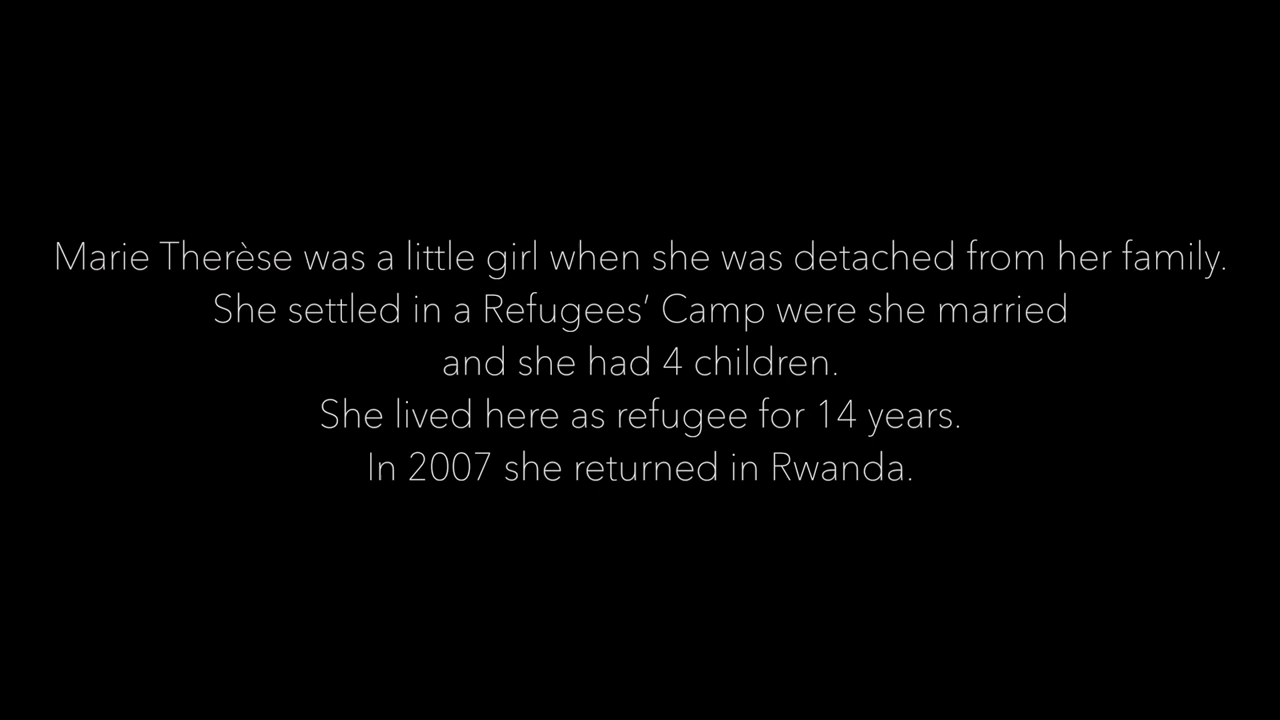 Marie Therèse was a little girl when she was detached from her family.
She settled in a Refugees’ Camp were she married
and she had 4 children.
She lived here as refugee for 14 years.
In 2007 she returned in Rwanda.